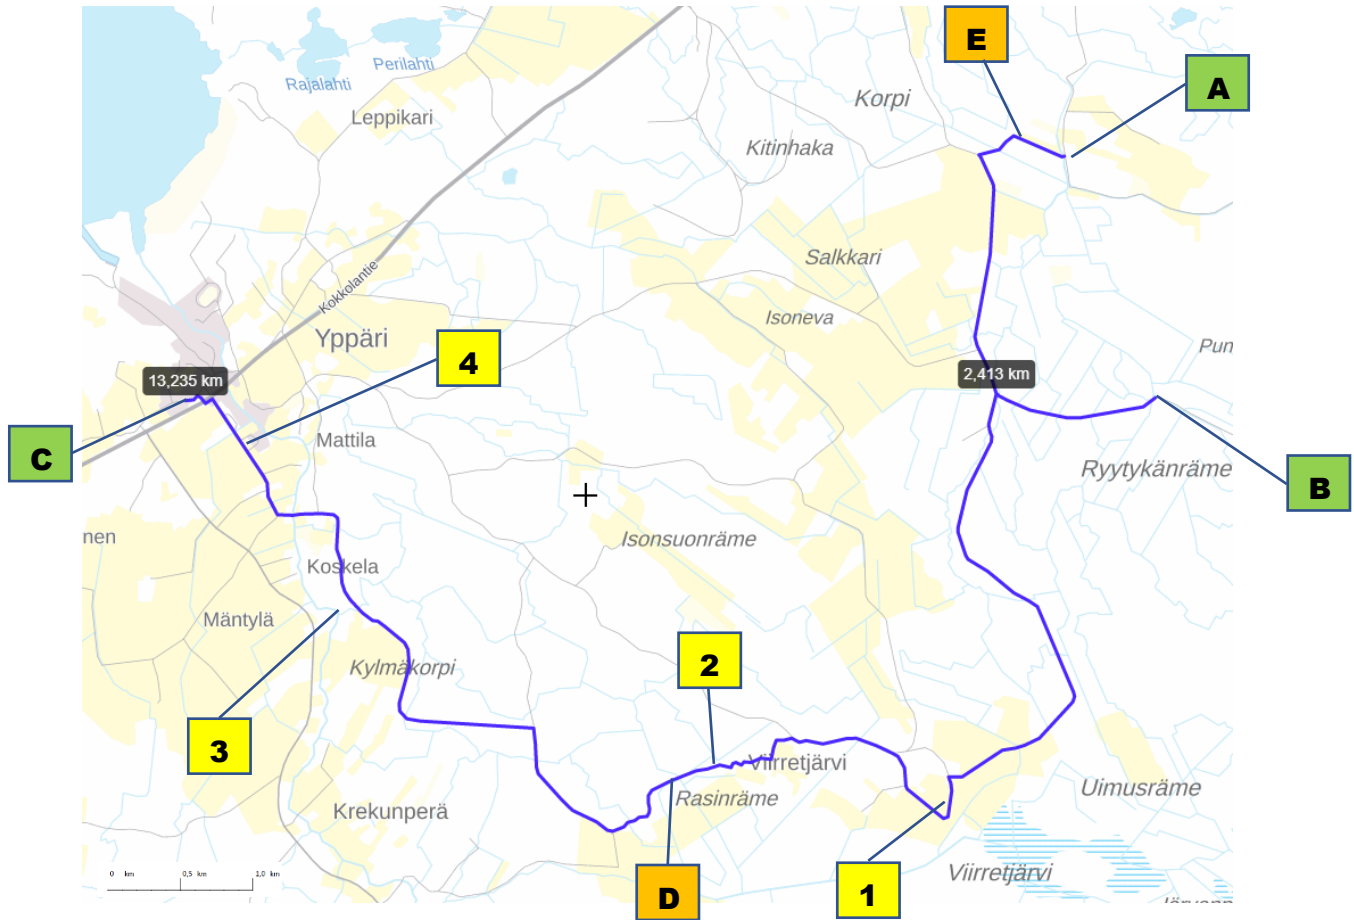 E
A
Perilahti
Rajalahti
Korpi
Leppikari
Kitinhaka
Salkkari
Kokkolantie
Isoneva
Yppäri
4
Pun
13,235 km
2,413 km
C
Mattila
Ryytykänräme
B
nen
Isonsuonräme
Koskela
Mäntylä
2
Kylmäkorpi
3
Viirretjärvi
Rasinräme
Uimusräme
Krekunperä
0 km 0,5 km 1,0 km
D
1
Viirretjärvi